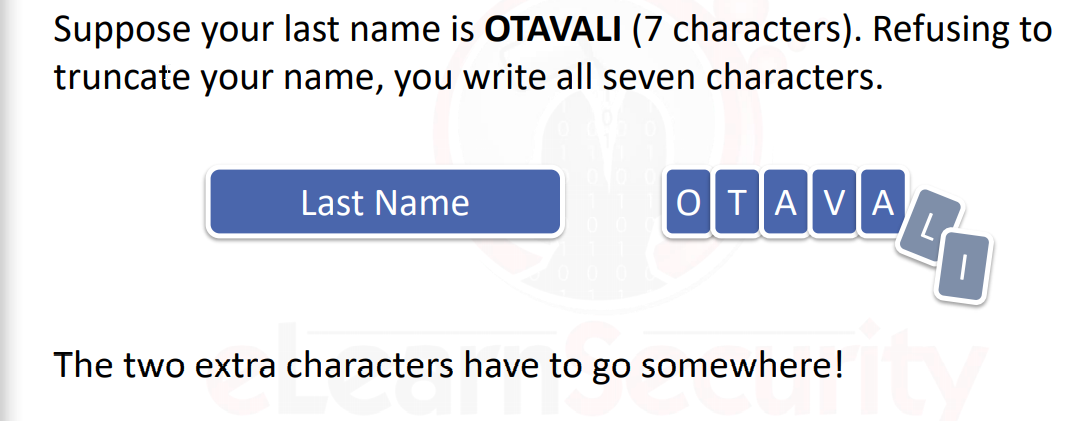 Suppose your last name is OTAVALI (7 characters). Refusing to
truncate your name, you write all seven characters.
Last Name
O T A V A L I
The two extra characters have to go somewhere!
eLearnSecurity